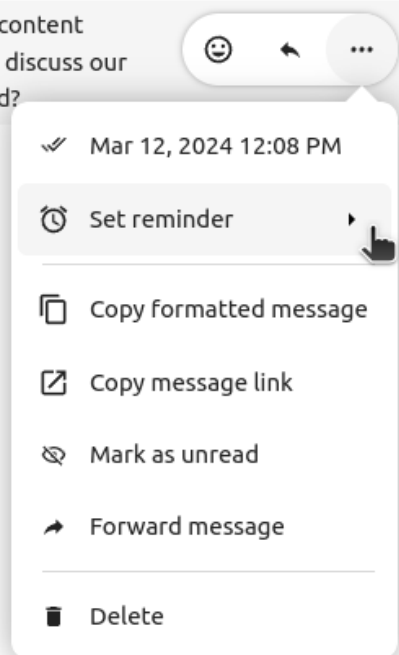 content
discuss our
d?
Mar 12, 2024 12:08 PM
Set reminder
Copy formatted message
Copy message link
Mark as unread
Forward message
Delete